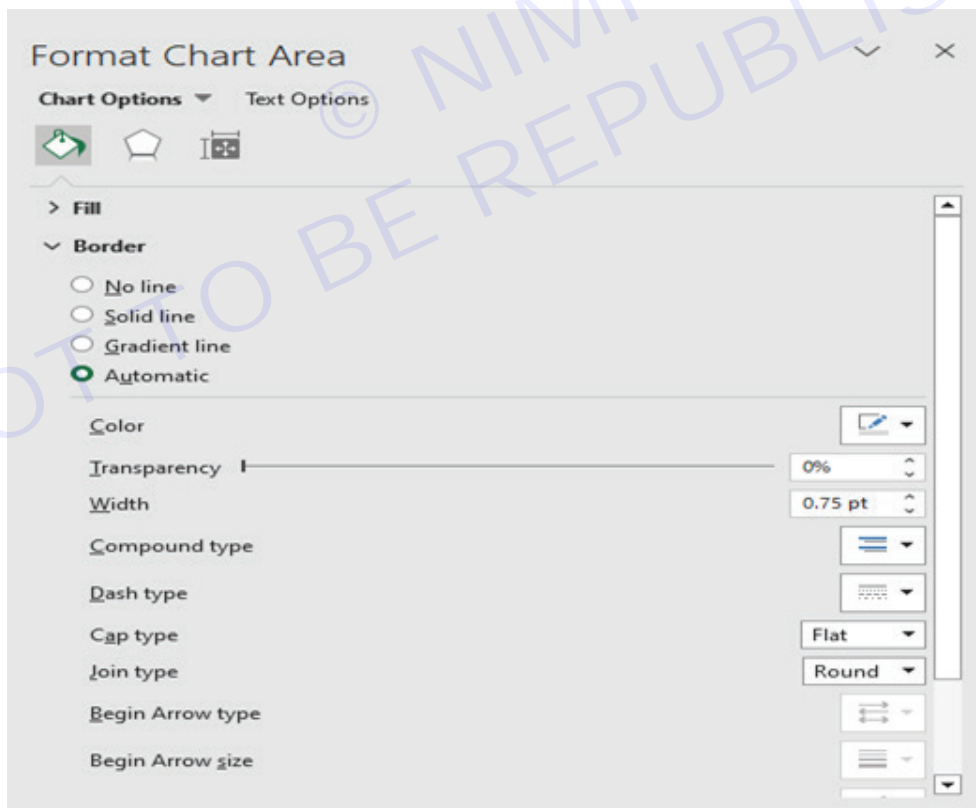 © NIMI
NOT TO BE REPUBLIS
Format Chart Area
Chart Options Text Options
Fill
Border
No line
Solid line
Gradient line
Automatic
Color
Transparency 0%
Width 0.75 pt
Compound type
Dash type
Cap type Flat
Join type Round
Begin Arrow type
Begin Arrow size